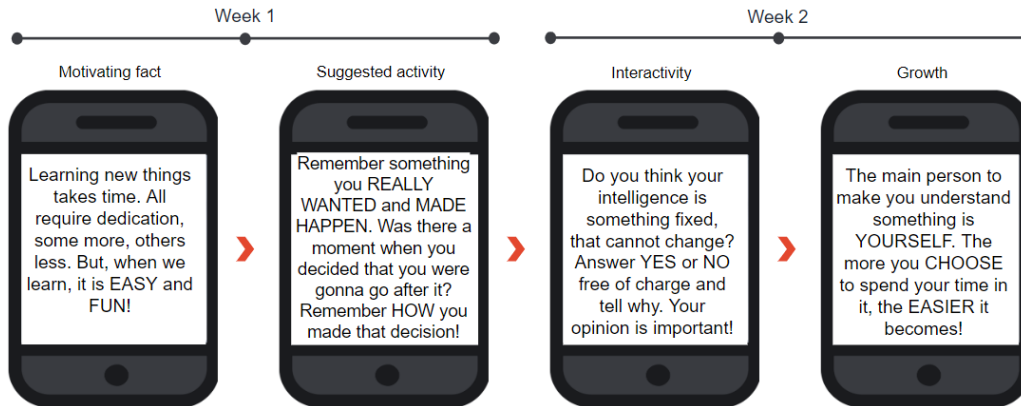 Week 1
Week 2
Motivating fact
Suggested activity
Interactivity
Growth
Learning new things
takes time. All
require dedication,
some more, others
less. But, when we
learn, it is EASY and
FUN!
Remember something
you REALLY
WANTED and MADE
HAPPEN. Was there a
moment when you
decided that you were
gonna go after it?
Remember HOW you
made that decision!
Do you think your
intelligence is
something fixed,
that cannot change?
Answer YES or NO
free of charge and
tell why. Your
opinion is important!
The main person to
make you understand
something is
YOURSELF. The
more you CHOOSE
to spend your time in
it, the EASIER it
becomes!